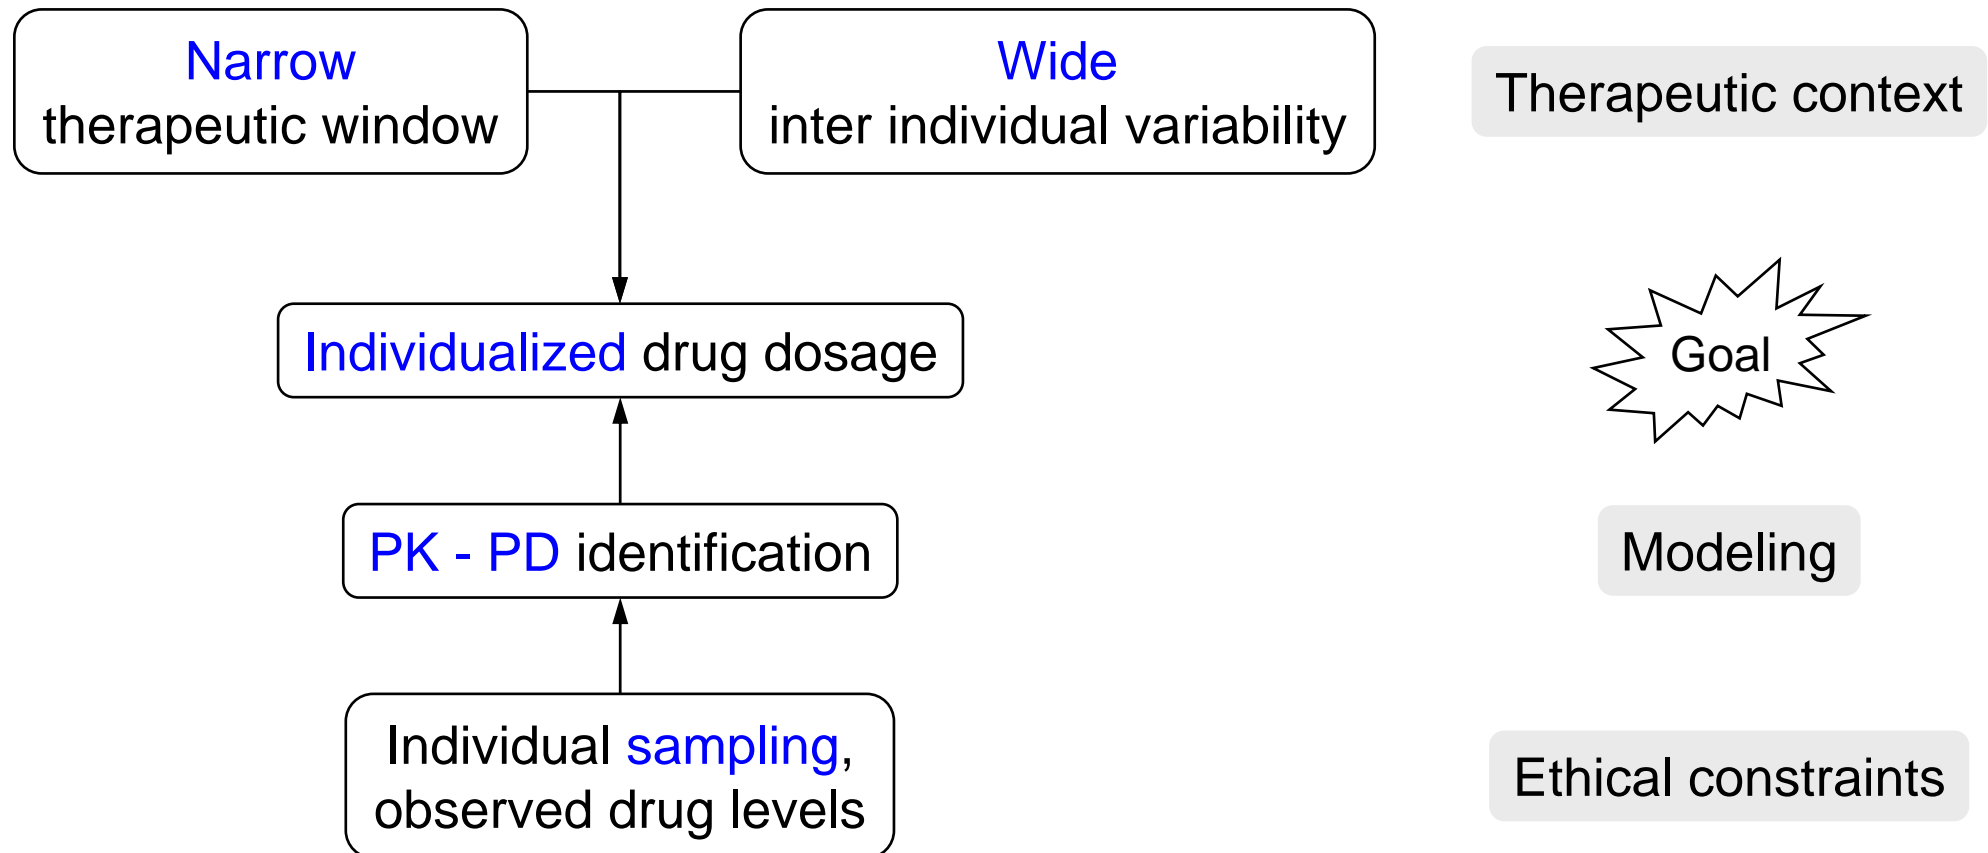 Narrow
therapeutic window
Wide
inter individual variability
Therapeutic context
Individualized drug dosage
Goal
PK - PD identification
Modeling
Individual sampling,
observed drug levels
Ethical constraints